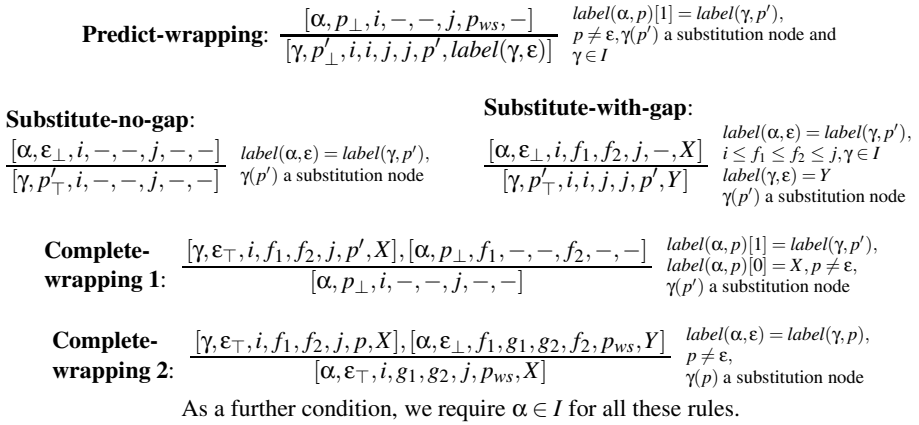 Predict-wrapping: [α, p⊥, i, −, −, j, p_ws, −] / [γ, p′⊥, i, i, j, j, p′, label(γ, ε)] label(α, p)[1] = label(γ, p′),
p ≠ ε, γ(p′) a substitution node and
γ ∈ I
Substitute-no-gap:
[α, ε⊥, i, −, −, j, −, −] / [γ, p′⊤, i, −, −, j, −, −] label(α, ε) = label(γ, p′),
γ(p′) a substitution node
Substitute-with-gap:
[α, ε⊥, i, f₁, f₂, j, −, X] / [γ, p′⊤, i, i, j, j, p′, Y] label(α, ε) = label(γ, p′),
i ≤ f₁ ≤ f₂ ≤ j, γ ∈ I
label(γ, ε) = Y
γ(p′) a substitution node
Complete-
wrapping 1: [γ, ε⊤, i, f₁, f₂, j, p′, X], [α, p⊥, f₁, −, −, f₂, −, −] / [α, p⊥, i, −, −, j, −, −] label(α, p)[1] = label(γ, p′),
label(α, p)[0] = X, p ≠ ε,
γ(p′) a substitution node
Complete-
wrapping 2: [γ, ε⊤, i, f₁, f₂, j, p, X], [α, ε⊥, f₁, g₁, g₂, f₂, p_ws, Y] / [α, ε⊤, i, g₁, g₂, j, p_ws, X] label(α, ε) = label(γ, p),
p ≠ ε,
γ(p) a substitution node
As a further condition, we require α ∈ I for all these rules.